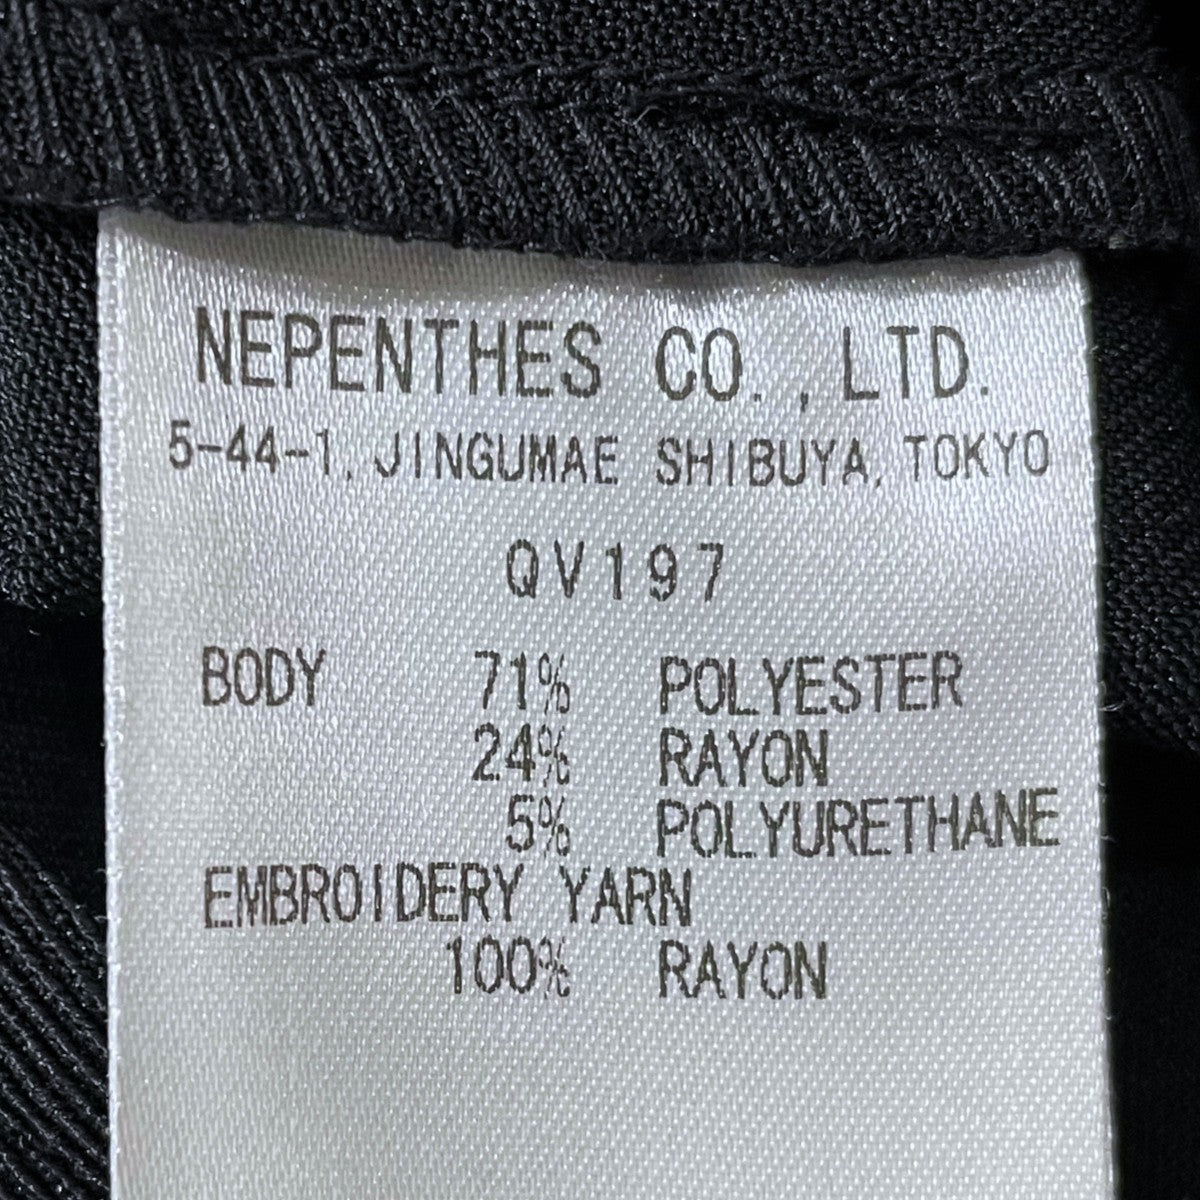 NEPENTHES CO., LTD.
5-44-1, JINGUMAE SHIBUYA, TOKYO
QV197
BODY 71% POLYESTER
24% RAYON
5% POLYURETHANE
EMBROIDERY YARN
100% RAYON